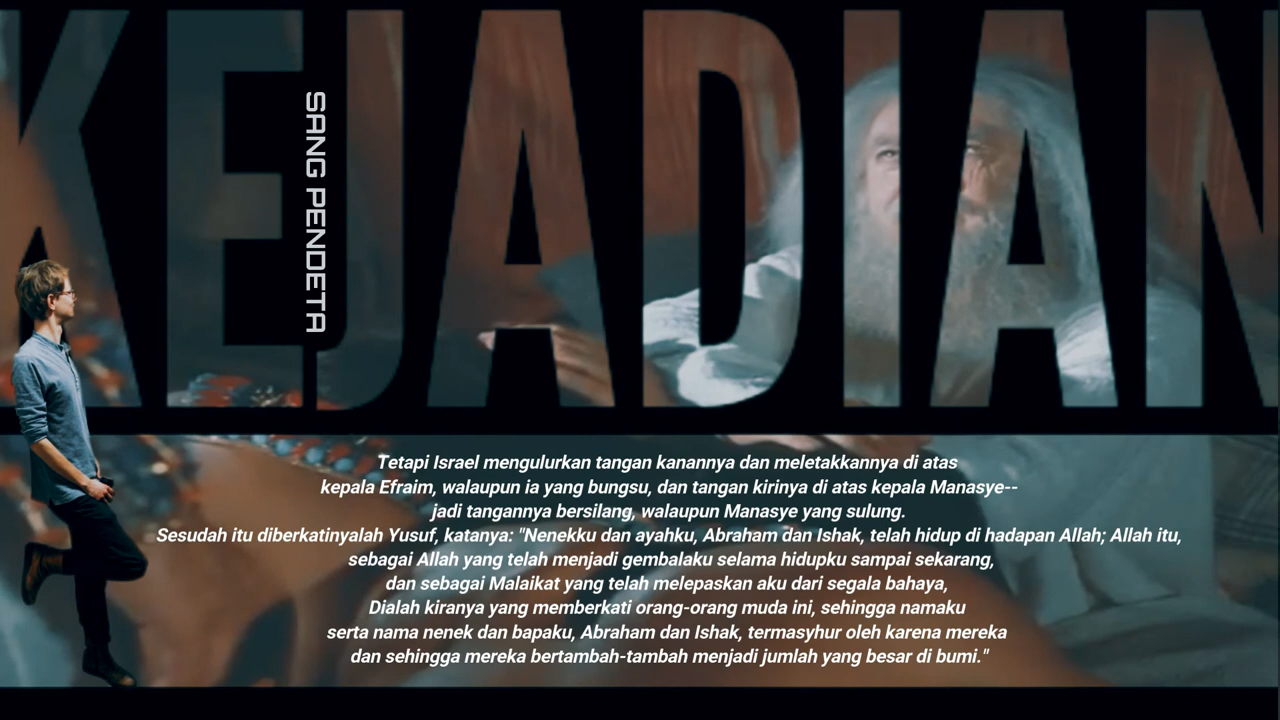 KEJADIAN
SANG PENDETA
Tetapi Israel mengulurkan tangan kanannya dan meletakkannya di atas
kepala Efraim, walaupun ia yang bungsu, dan tangan kirinya di atas kepala Manasye--
jadi tangannya bersilang, walaupun Manasye yang sulung.
Sesudah itu diberkatinyalah Yusuf, katanya: "Nenekku dan ayahku, Abraham dan Ishak, telah hidup di hadapan Allah; Allah itu,
sebagai Allah yang telah menjadi gembalaku selama hidupku sampai sekarang,
dan sebagai Malaikat yang telah melepaskan aku dari segala bahaya,
Dialah kiranya yang memberkati orang-orang muda ini, sehingga namaku
serta nama nenek dan bapaku, Abraham dan Ishak, termasyhur oleh karena mereka
dan sehingga mereka bertambah-tambah menjadi jumlah yang besar di bumi."